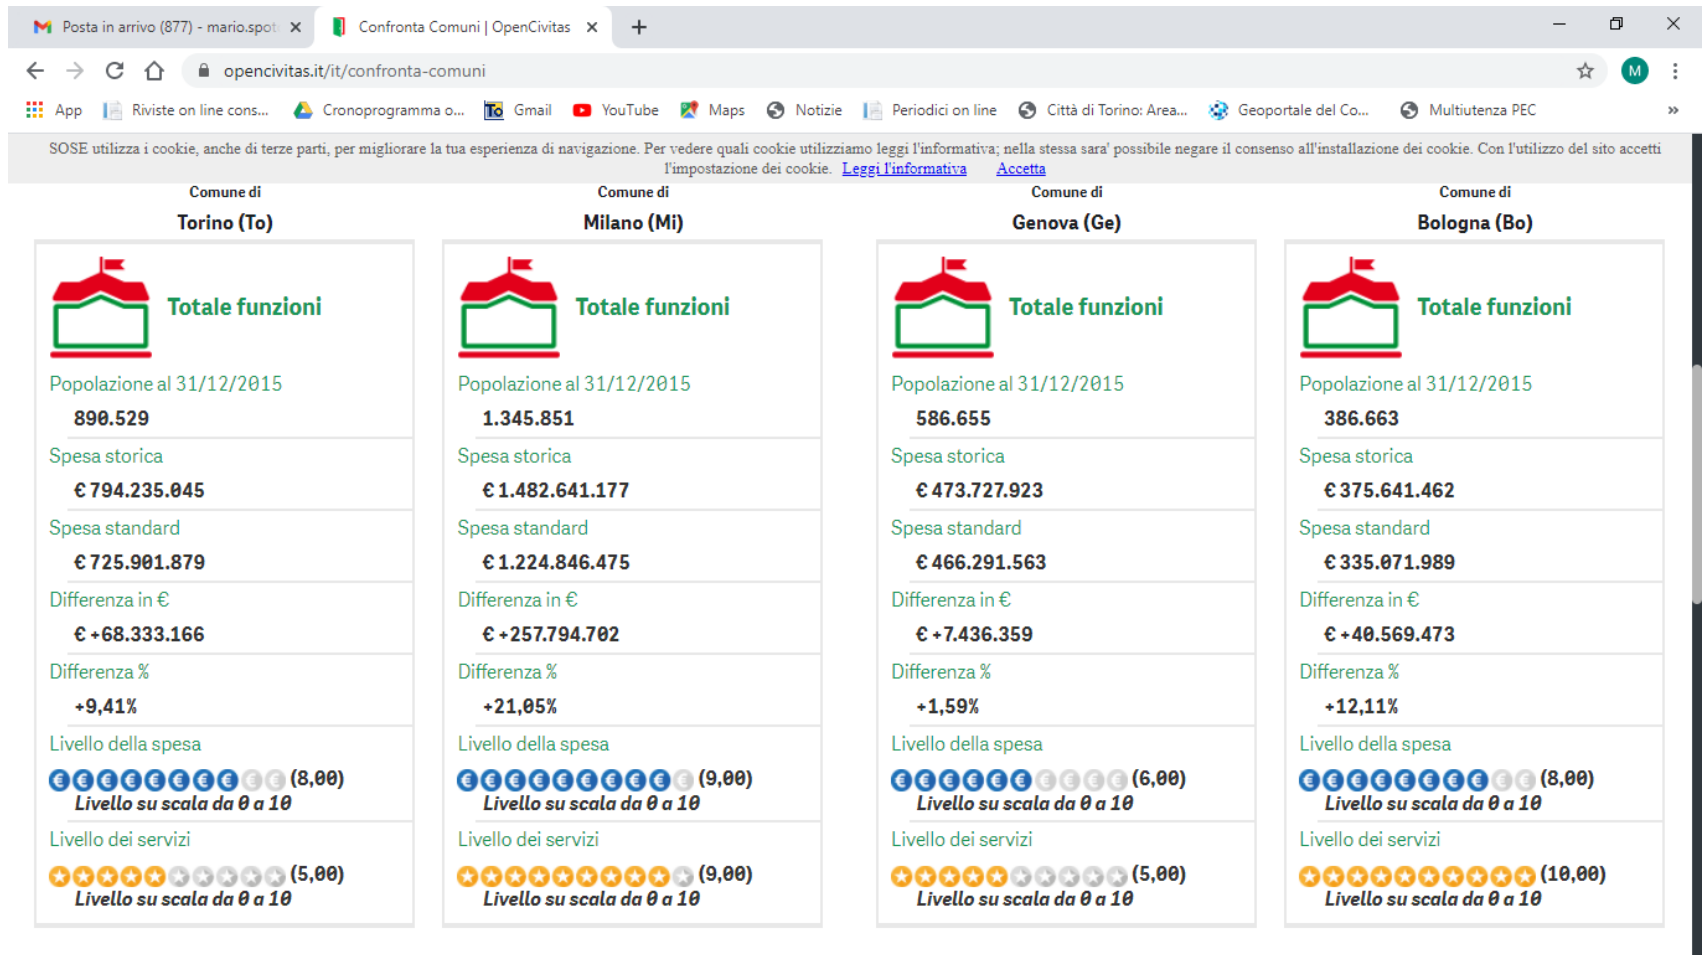 Posta in arrivo (877) - mario.spot
Confronta Comuni | OpenCivitas
opencivitas.it/it/confronta-comuni
M
App
Riviste on line cons...
Cronoprogramma o...
Gmail
YouTube
Maps
Notizie
Periodici on line
Città di Torino: Area...
Geoportale del Co...
Multiutenza PEC
»
SOSE utilizza i cookie, anche di terze parti, per migliorare la tua esperienza di navigazione. Per vedere quali cookie utilizziamo leggi l'informativa; nella stessa sara' possibile negare il consenso all'installazione dei cookie. Con l'utilizzo del sito accetti
l'impostazione dei cookie. Leggi l'informativa Accetta
Comune di
Torino (To)
Totale funzioni
Popolazione al 31/12/2015
890.529
Spesa storica
€ 794.235.045
Spesa standard
€ 725.901.879
Differenza in €
€ +68.333.166
Differenza %
+9,41%
Livello della spesa
(8,00)
Livello su scala da 0 a 10
Livello dei servizi
(5,00)
Livello su scala da 0 a 10
Comune di
Milano (Mi)
Totale funzioni
Popolazione al 31/12/2015
1.345.851
Spesa storica
€ 1.482.641.177
Spesa standard
€ 1.224.846.475
Differenza in €
€ +257.794.702
Differenza %
+21,05%
Livello della spesa
(9,00)
Livello su scala da 0 a 10
Livello dei servizi
(9,00)
Livello su scala da 0 a 10
Comune di
Genova (Ge)
Totale funzioni
Popolazione al 31/12/2015
586.655
Spesa storica
€ 473.727.923
Spesa standard
€ 466.291.563
Differenza in €
€ +7.436.359
Differenza %
+1,59%
Livello della spesa
(6,00)
Livello su scala da 0 a 10
Livello dei servizi
(5,00)
Livello su scala da 0 a 10
Comune di
Bologna (Bo)
Totale funzioni
Popolazione al 31/12/2015
386.663
Spesa storica
€ 375.641.462
Spesa standard
€ 335.071.989
Differenza in €
€ +40.569.473
Differenza %
+12,11%
Livello della spesa
(8,00)
Livello su scala da 0 a 10
Livello dei servizi
(10,00)
Livello su scala da 0 a 10